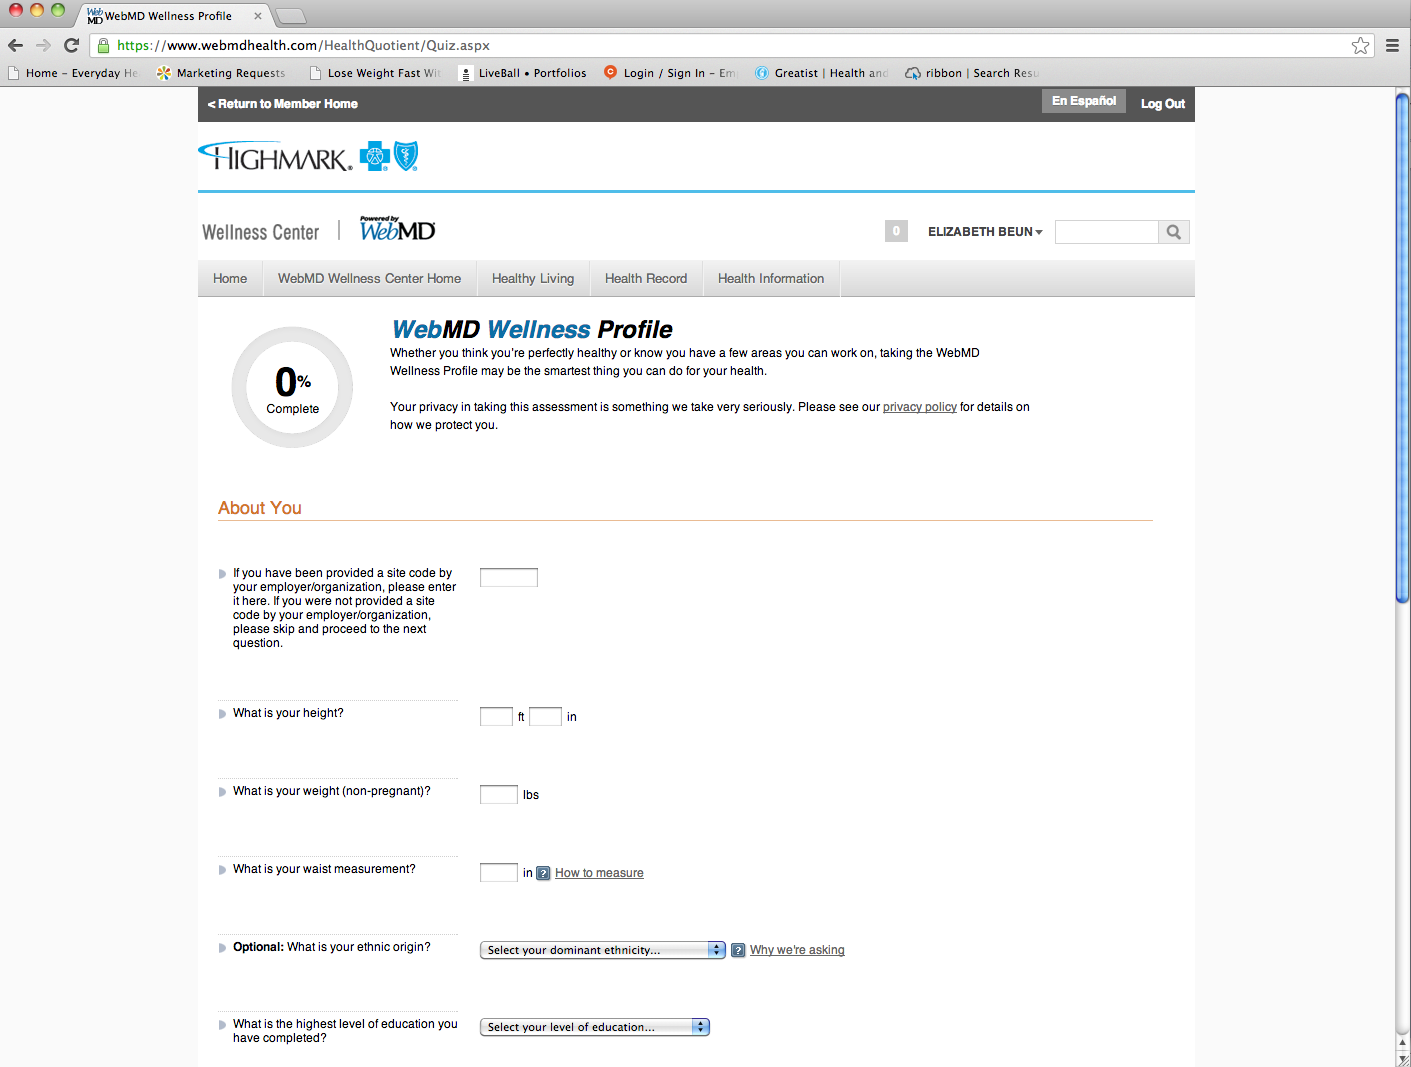 WebMD Wellness Profile
https://www.webmdhealth.com/HealthQuotient/Quiz.aspx
Home – Everyday He
Marketing Requests
Lose Weight Fast Wit
LiveBall • Portfolios
Login / Sign In – Em
Greatist | Health and
ribbon | Search Resu
< Return to Member Home
En Español
Log Out
HIGHMARK.®
Wellness Center
Powered by
WebMD
0
ELIZABETH BEUN
Home
WebMD Wellness Center Home
Healthy Living
Health Record
Health Information
0%
Complete
WebMD Wellness Profile
Whether you think you're perfectly healthy or know you have a few areas you can work on, taking the WebMD
Wellness Profile may be the smartest thing you can do for your health.
Your privacy in taking this assessment is something we take very seriously. Please see our privacy policy for details on
how we protect you.
About You
If you have been provided a site code by
your employer/organization, please enter
it here. If you were not provided a site
code by your employer/organization,
please skip and proceed to the next
question.
What is your height?
ft
in
What is your weight (non-pregnant)?
lbs
What is your waist measurement?
in ? How to measure
Optional: What is your ethnic origin?
Select your dominant ethnicity...
? Why we're asking
What is the highest level of education you
have completed?
Select your level of education...